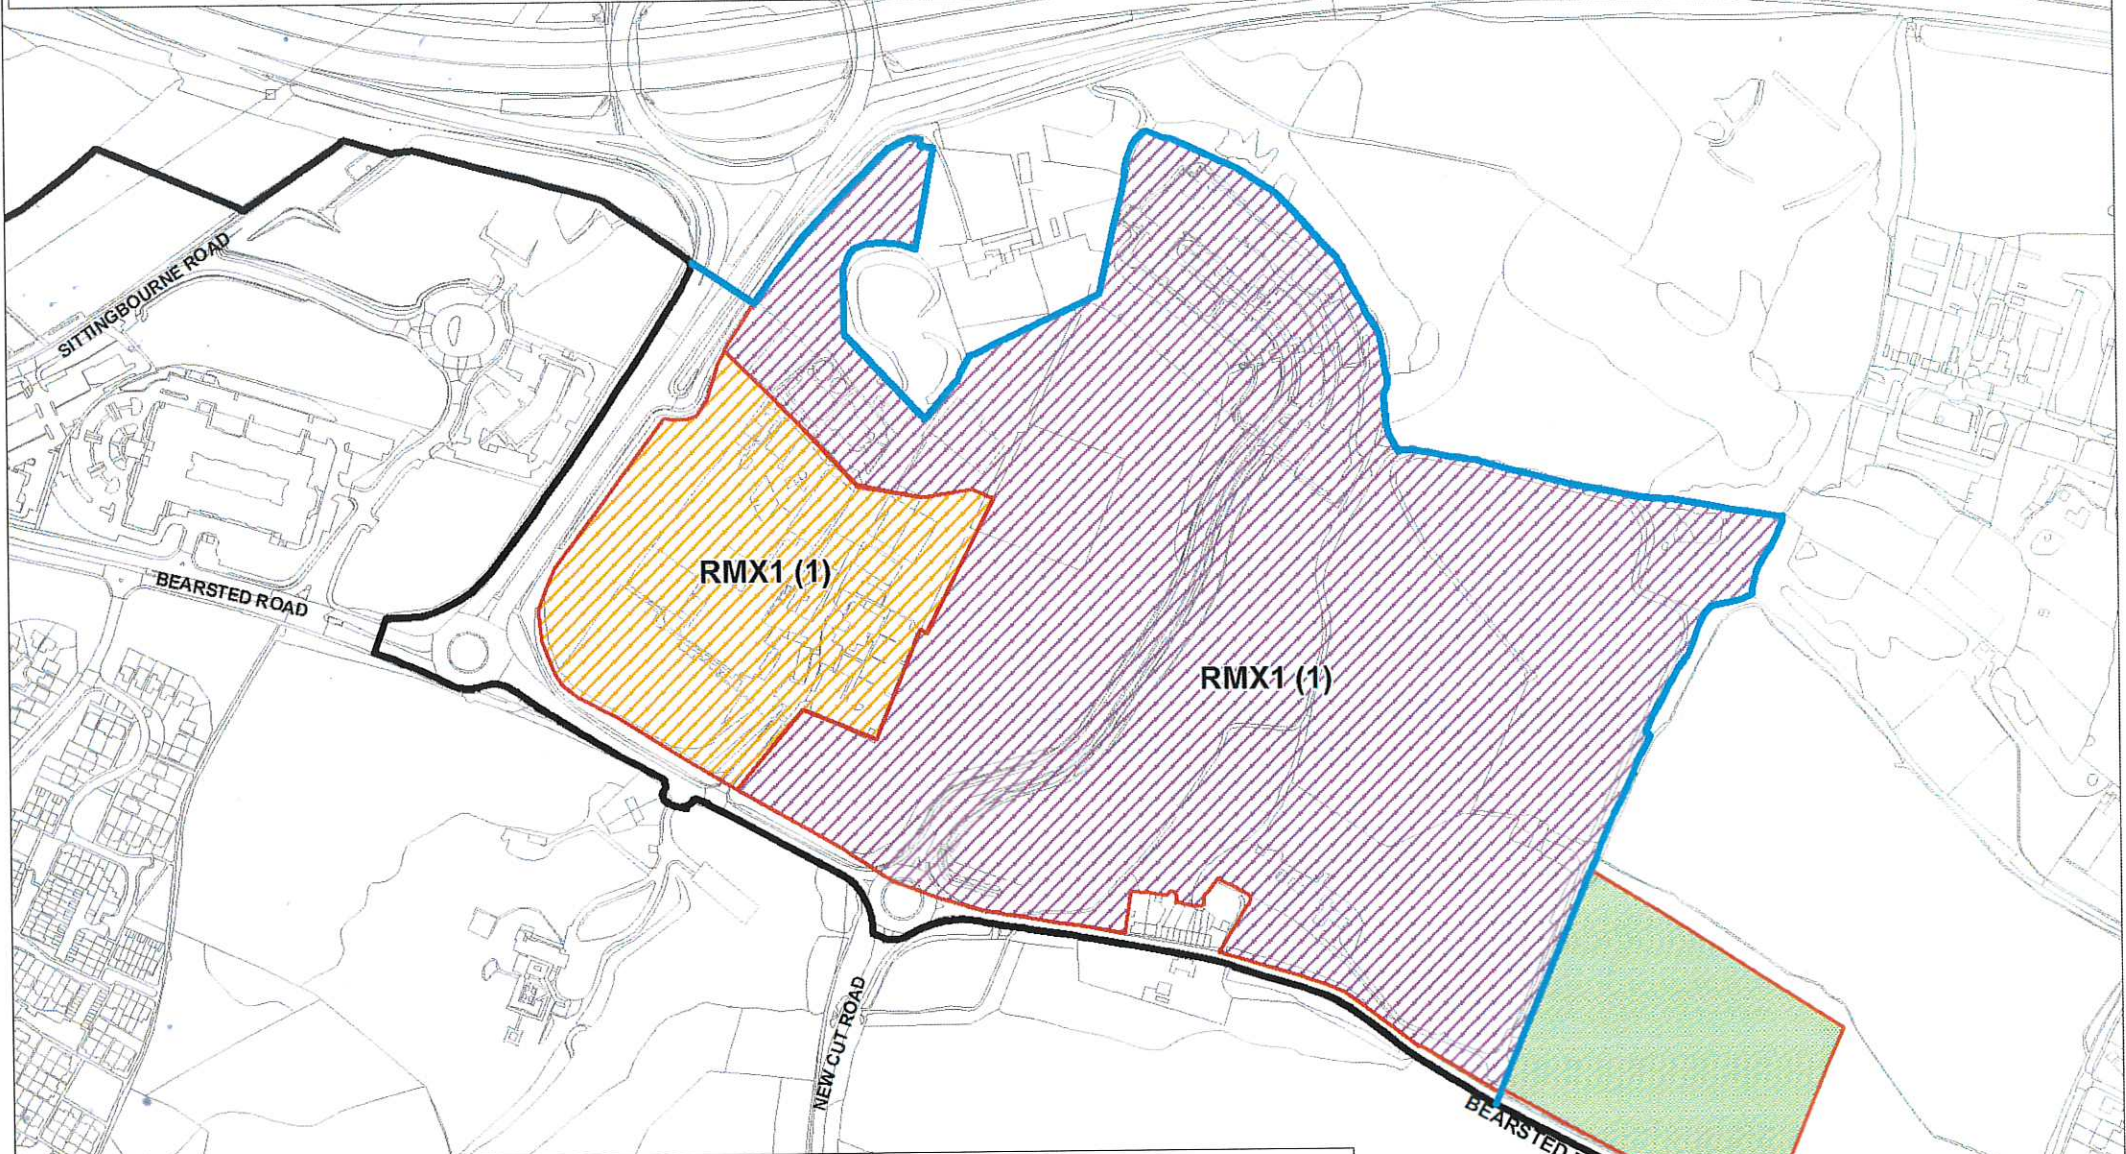 SITTINGBOURNE ROAD
RMX1 (1)
BEARSTED ROAD
RMX1 (1)
NEW CUT ROAD
BEARSTED